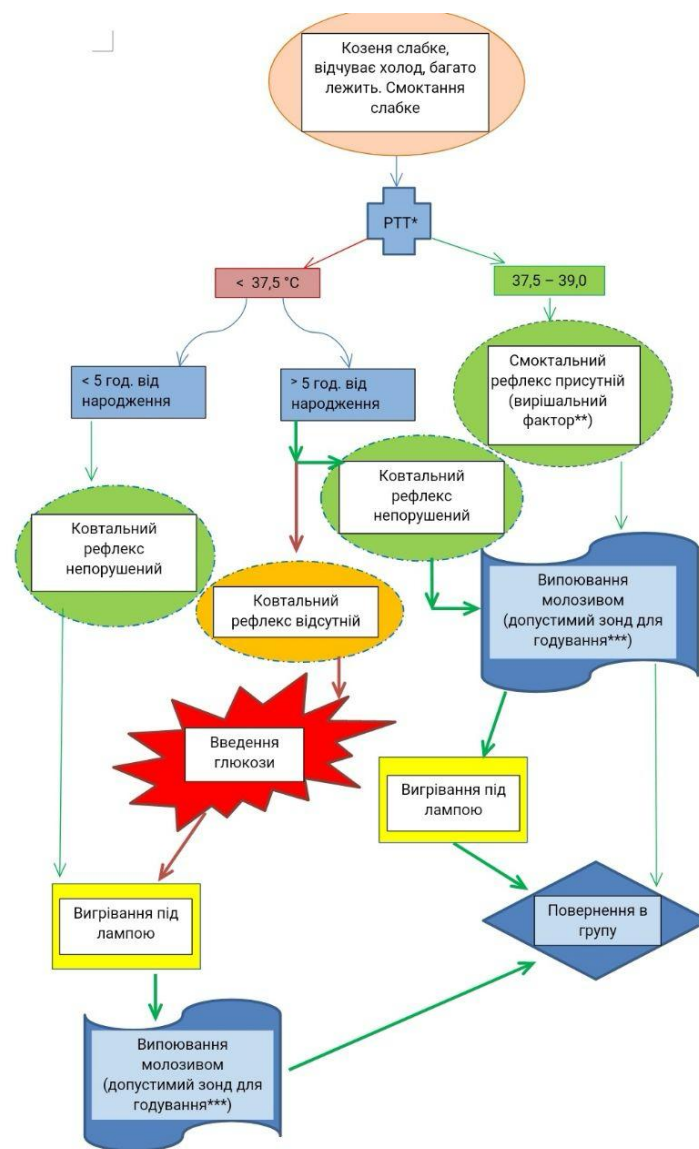 Козеня слабке,
відчуває холод, багато
лежить. Смоктання
слабке
РТТ*
< 37,5 °C
37,5 – 39,0
< 5 год. від
народження
> 5 год. від
народження
Смоктальний
рефлекс присутній
(вирішальний
фактор**)
Ковтальний
рефлекс
непорушений
Ковтальний
рефлекс
непорушений
Випоювання
молозивом
(допустимий зонд для
годування***)
Ковтальний
рефлекс відсутній
Введення
глюкози
Вигрівання під
лампою
Вигрівання під
лампою
Повернення в
групу
Випоювання
молозивом
(допустимий зонд для
годування***)